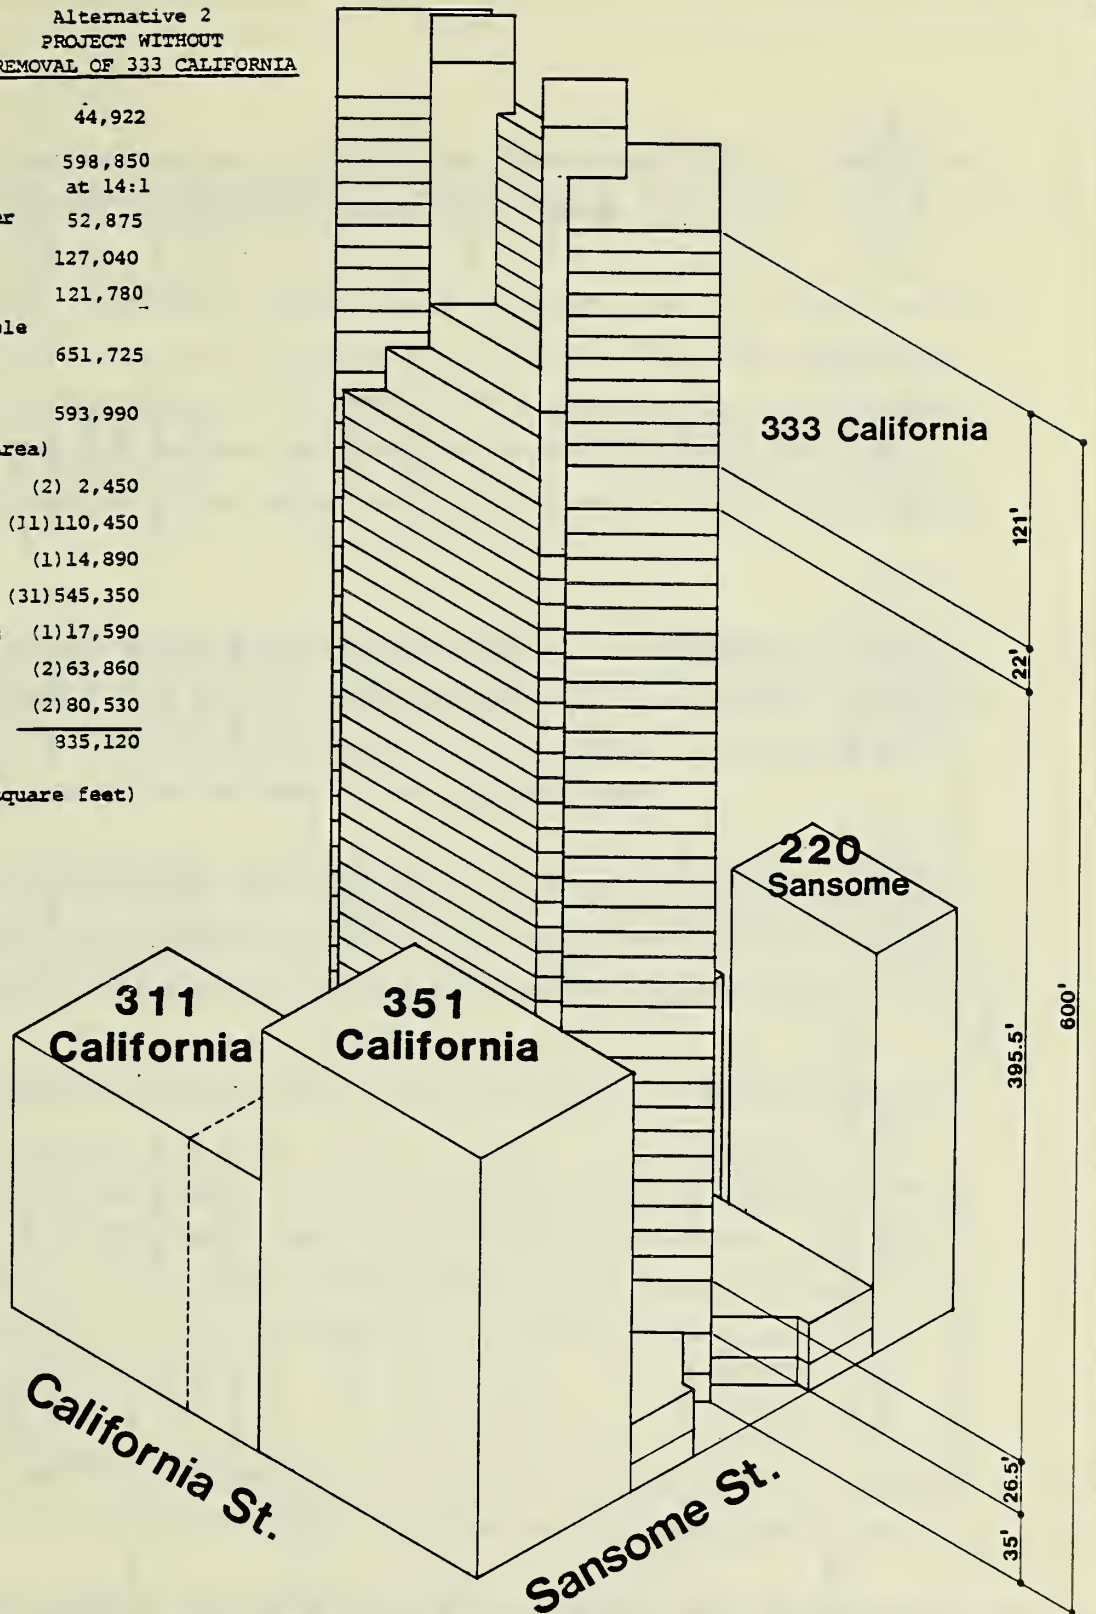 Alternative 2
PROJECT WITHOUT
REMOVAL OF 333 CALIFORNIA
44,922
598,850
at 14:1
52,875
127,040
121,780
651,725
593,990
(2) 2,450
(11)110,450
(1)14,890
(31)545,350
(1)17,590
(2)63,860
(2)80,530
835,120
square feet)
333 California
121'
22'
220
Sansome
311
California
351
California
395.5'
600'
26.5'
35'
California St.
Sansome St.